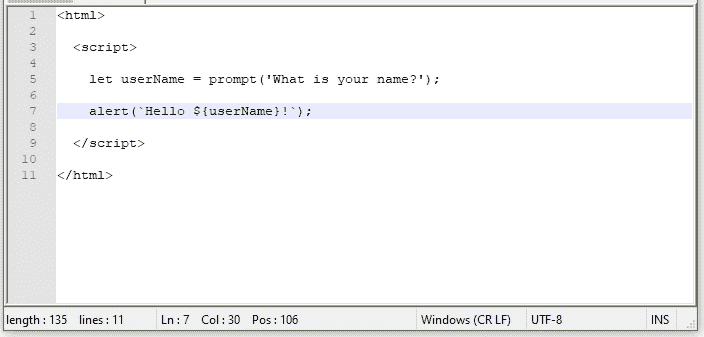 1 <html>
2
3 <script>
4
5 let userName = prompt('What is your name?');
6
7 alert(`Hello ${userName}!`);
8
9 </script>
10
11 </html>
length : 135 lines : 11 Ln : 7 Col : 30 Pos : 106 Windows (CR LF) UTF-8 INS